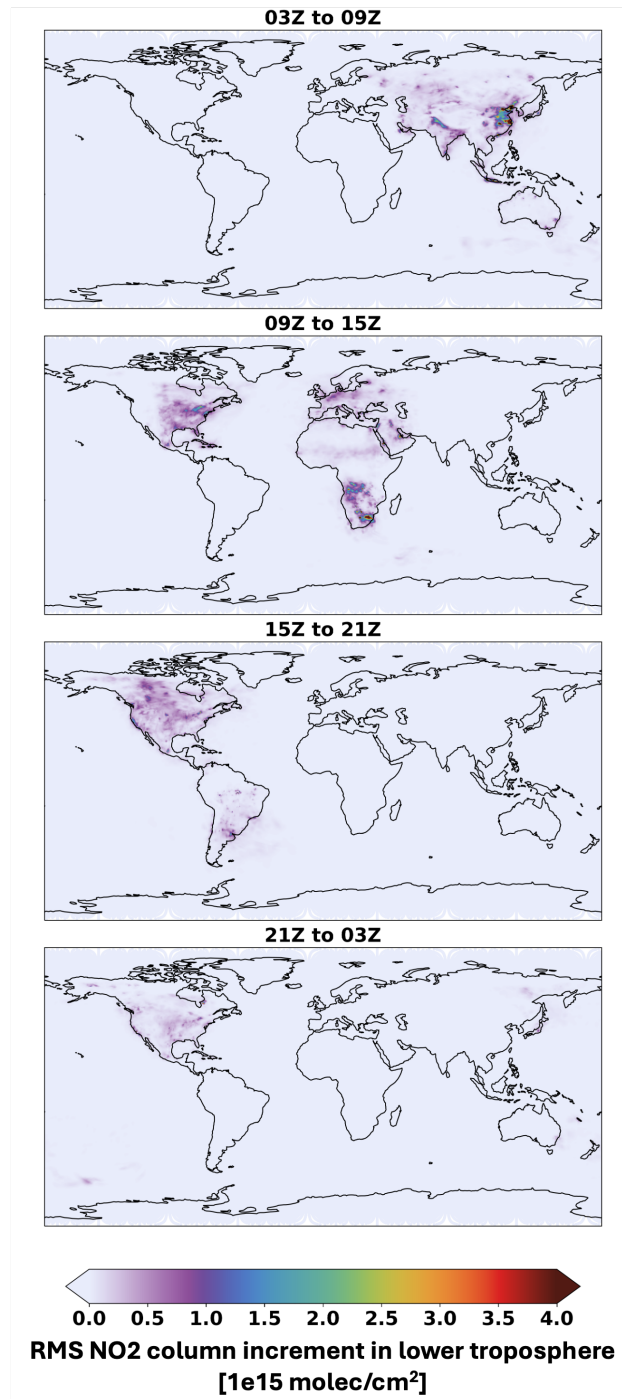 03Z to 09Z
09Z to 15Z
15Z to 21Z
21Z to 03Z
0.0 0.5 1.0 1.5 2.0 2.5 3.0 3.5 4.0
RMS NO2 column increment in lower troposphere
[1e15 molec/cm²]